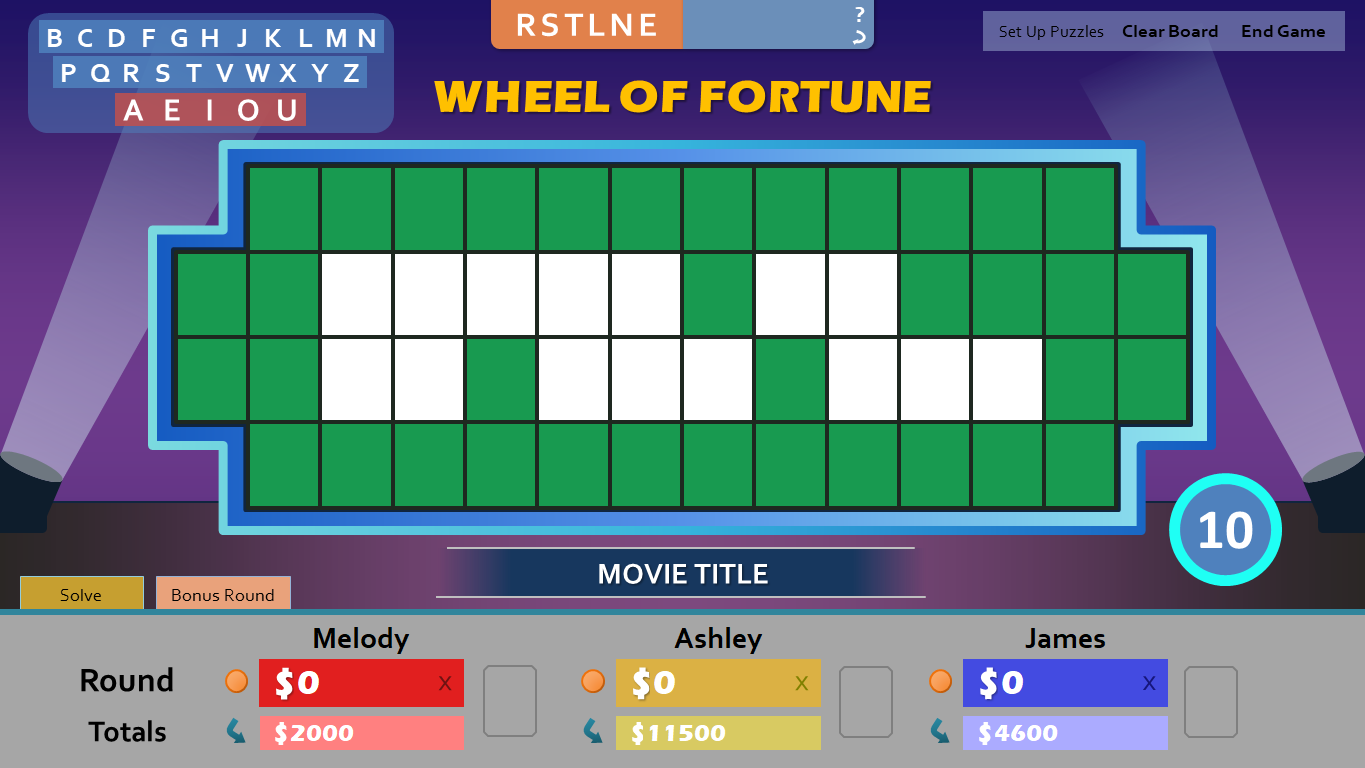 B C D F G H J K L M N
P Q R S T V W X Y Z
A E I O U
RSTLNE
?
Set Up Puzzles Clear Board End Game
WHEEL OF FORTUNE
10
MOVIE TITLE
Solve Bonus Round
Melody Ashley James
Round $0 X $0 X $0 X
Totals $2000 $11500 $4600